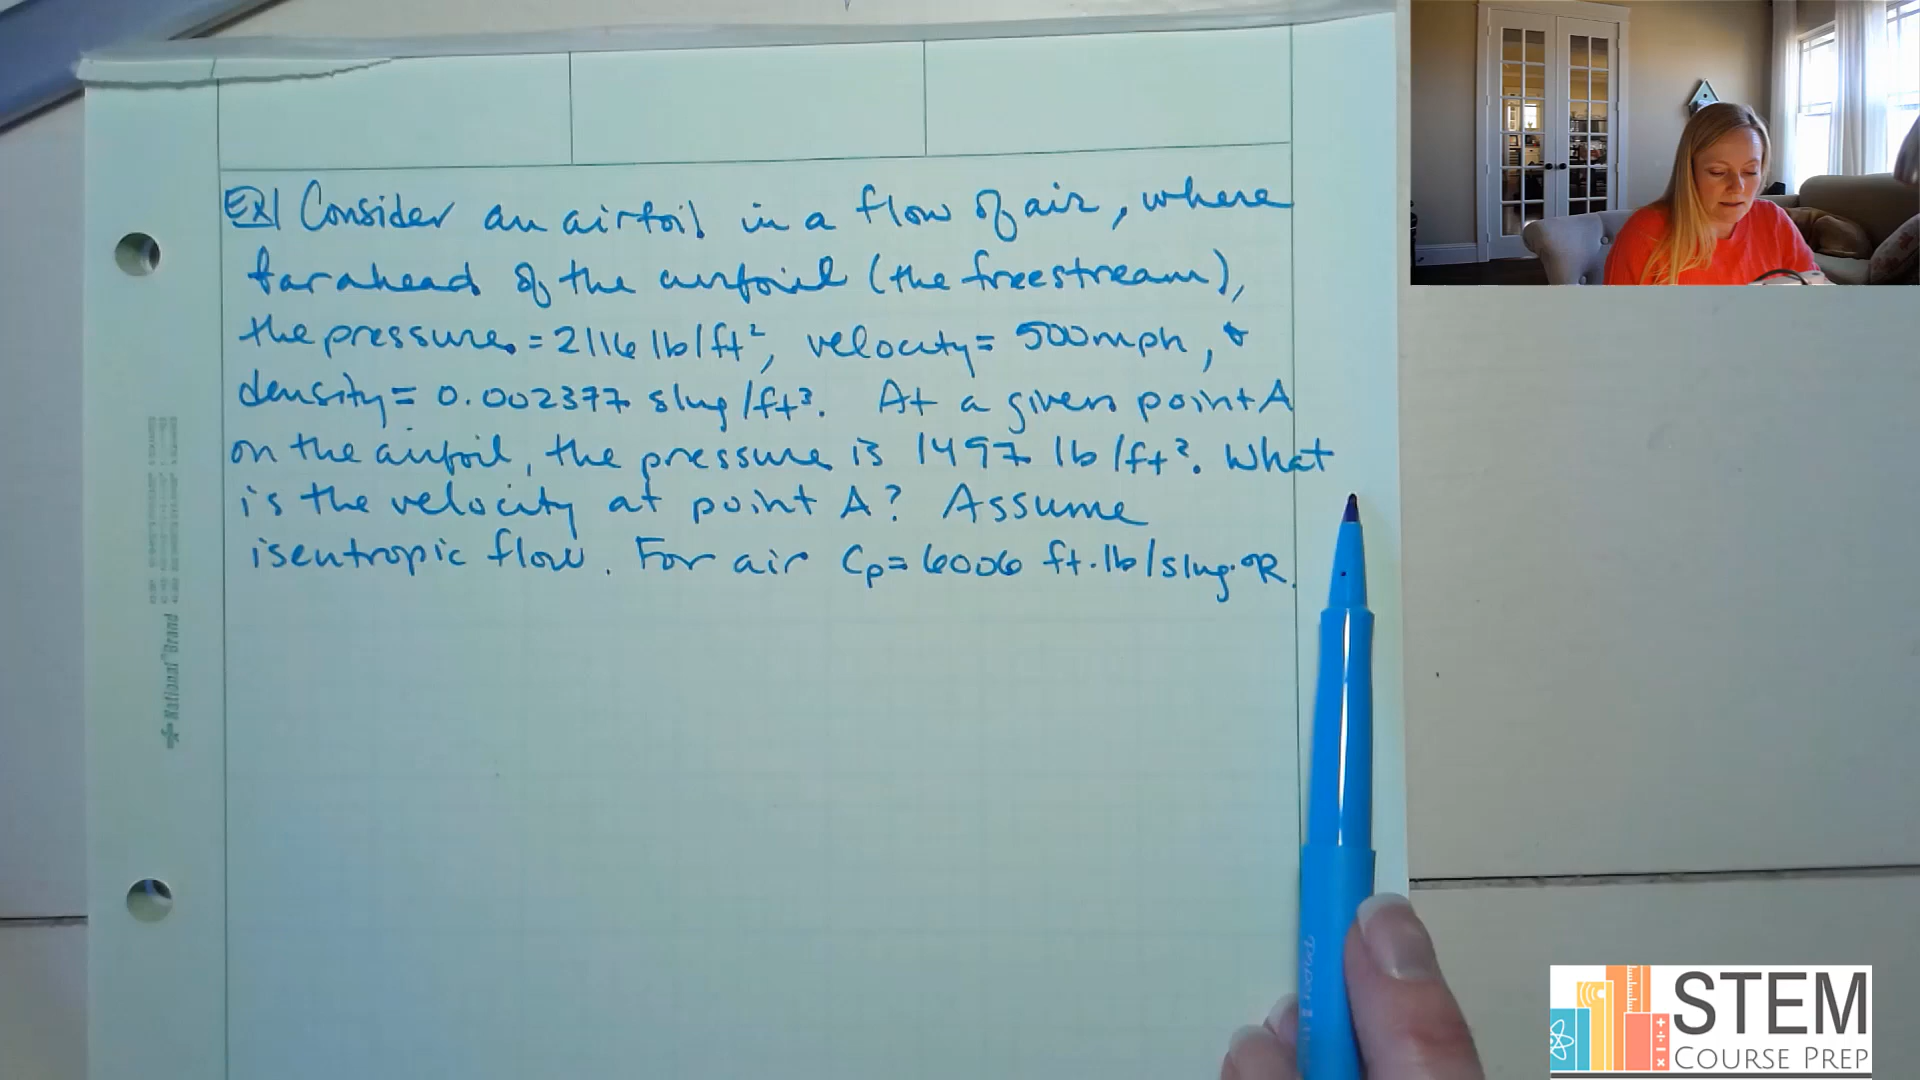 EX1 Consider an airfoil in a flow of air, where
far ahead of the airfoil (the freestream),
the pressure = 2116 lb/ft², velocity = 500mph, &
density = 0.002377 slug/ft³. At a given point A
on the airfoil, the pressure is 1497 lb/ft². What
is the velocity at point A? Assume
isentropic flow. For air Cp = 6006 ft·lb/slug·°R.
National Brand
STEM
COURSE PREP